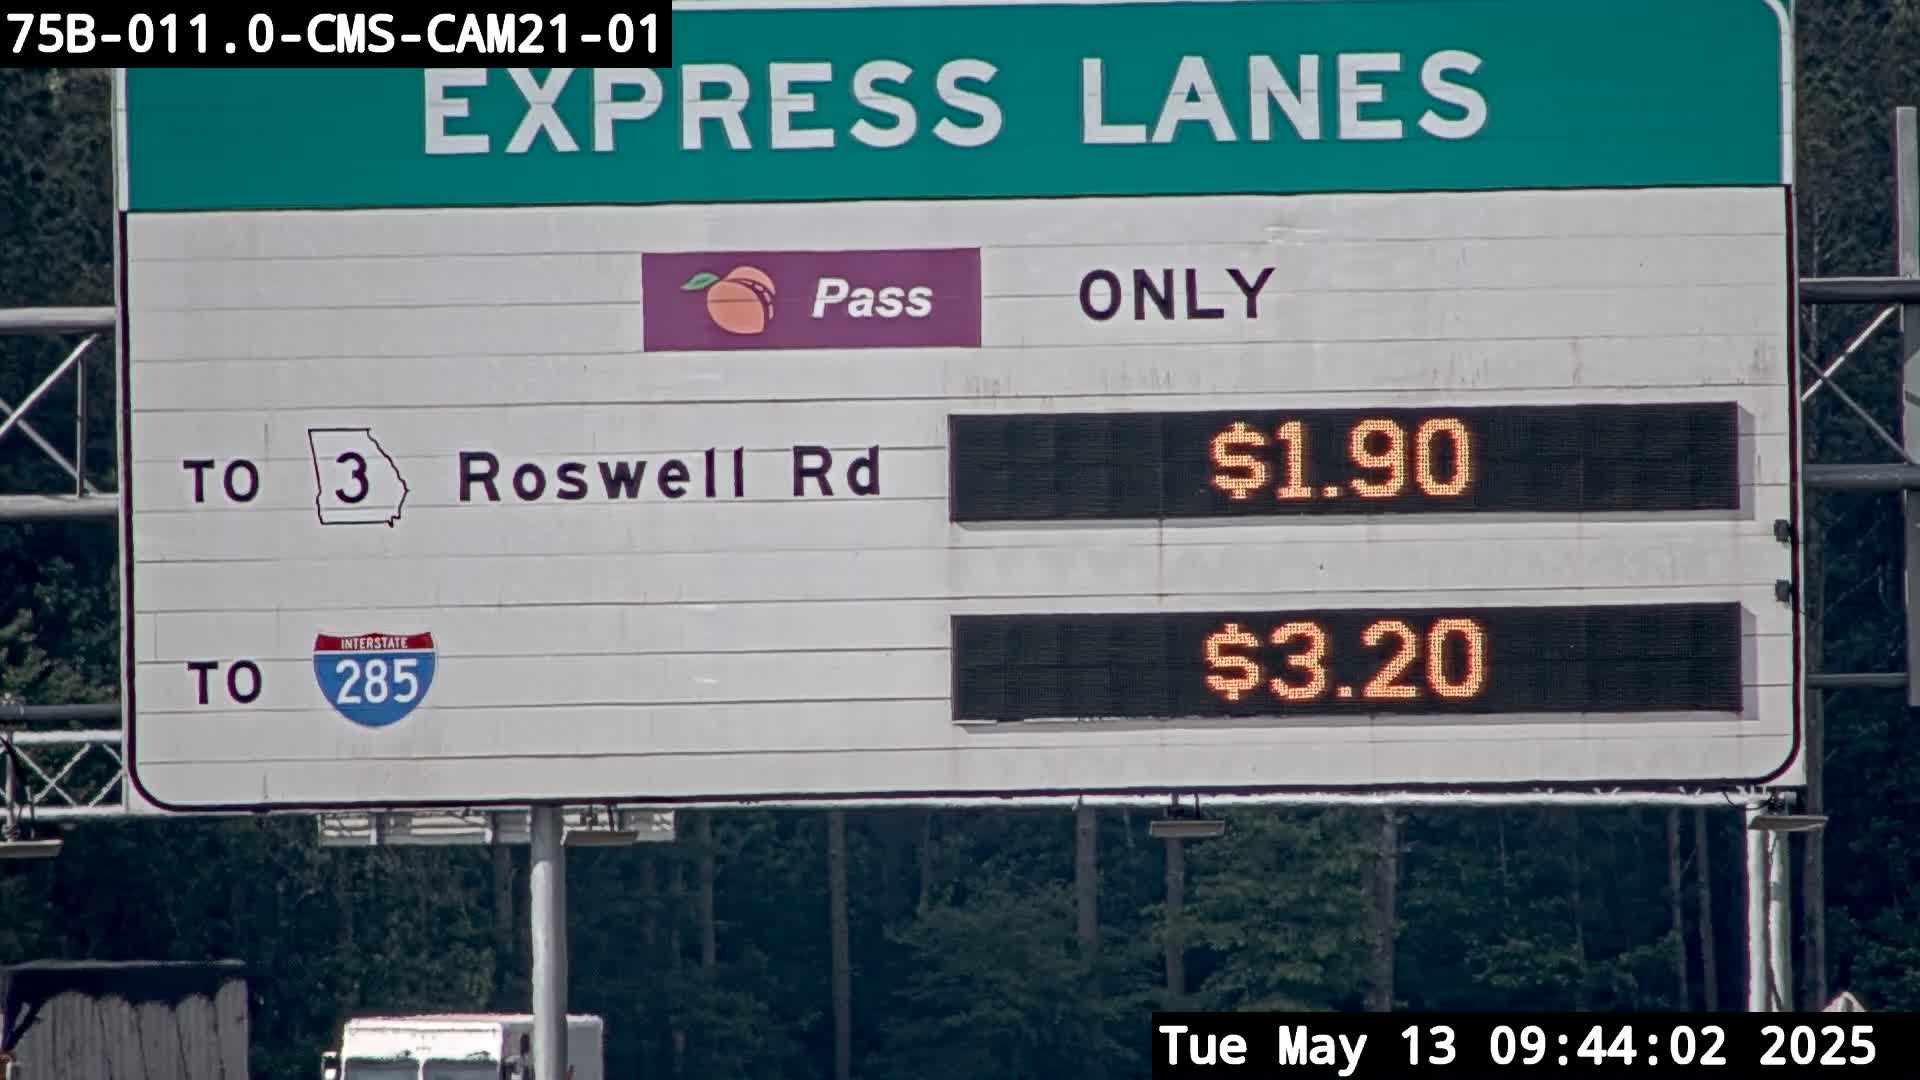 75B-011.0-CMS-CAM21-01
EXPRESS LANES
Pass ONLY
TO 3 Roswell Rd $1.90
INTERSTATE
TO 285 $3.20
Tue May 13 09:44:02 2025